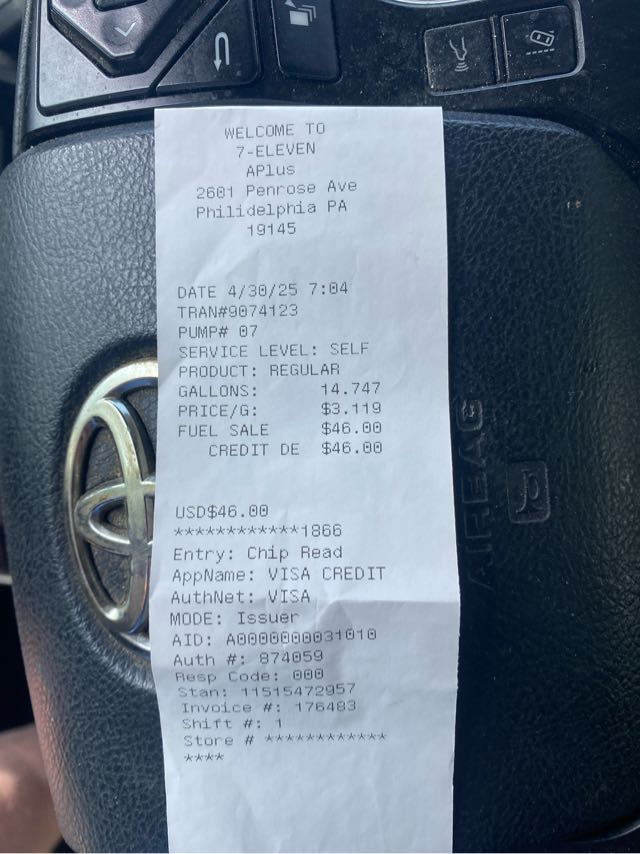 WELCOME TO
7-ELEVEN
APlus
2601 Penrose Ave
Philidelphia PA
19145
DATE 4/30/25 7:04
TRAN#9074123
PUMP# 07
SERVICE LEVEL: SELF
PRODUCT: REGULAR
GALLONS: 14.747
PRICE/G: $3.119
FUEL SALE $46.00
CREDIT DE $46.00
USD$46.00
************1866
Entry: Chip Read
AppName: VISA CREDIT
AuthNet: VISA
MODE: Issuer
AID: A0000000031010
Auth #: 874059
Resp Code: 000
Stan: 11515472957
Invoice #: 176483
Shift #: 1
Store # ************
****
AIRBAG